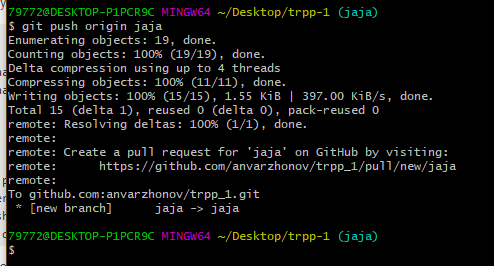 79772@DESKTOP-P1PCR9C MINGW64 ~/Desktop/trpp-1 (jaja)
$ git push origin jaja
Enumerating objects: 19, done.
Counting objects: 100% (19/19), done.
Delta compression using up to 4 threads
Compressing objects: 100% (11/11), done.
Writing objects: 100% (15/15), 1.55 KiB | 397.00 KiB/s, done.
Total 15 (delta 1), reused 0 (delta 0), pack-reused 0
remote: Resolving deltas: 100% (1/1), done.
remote:
remote: Create a pull request for 'jaja' on GitHub by visiting:
remote:      https://github.com/anvarzhonov/trpp_1/pull/new/jaja
remote:
To github.com:anvarzhonov/trpp_1.git
 * [new branch]      jaja -> jaja
79772@DESKTOP-P1PCR9C MINGW64 ~/Desktop/trpp-1 (jaja)
$